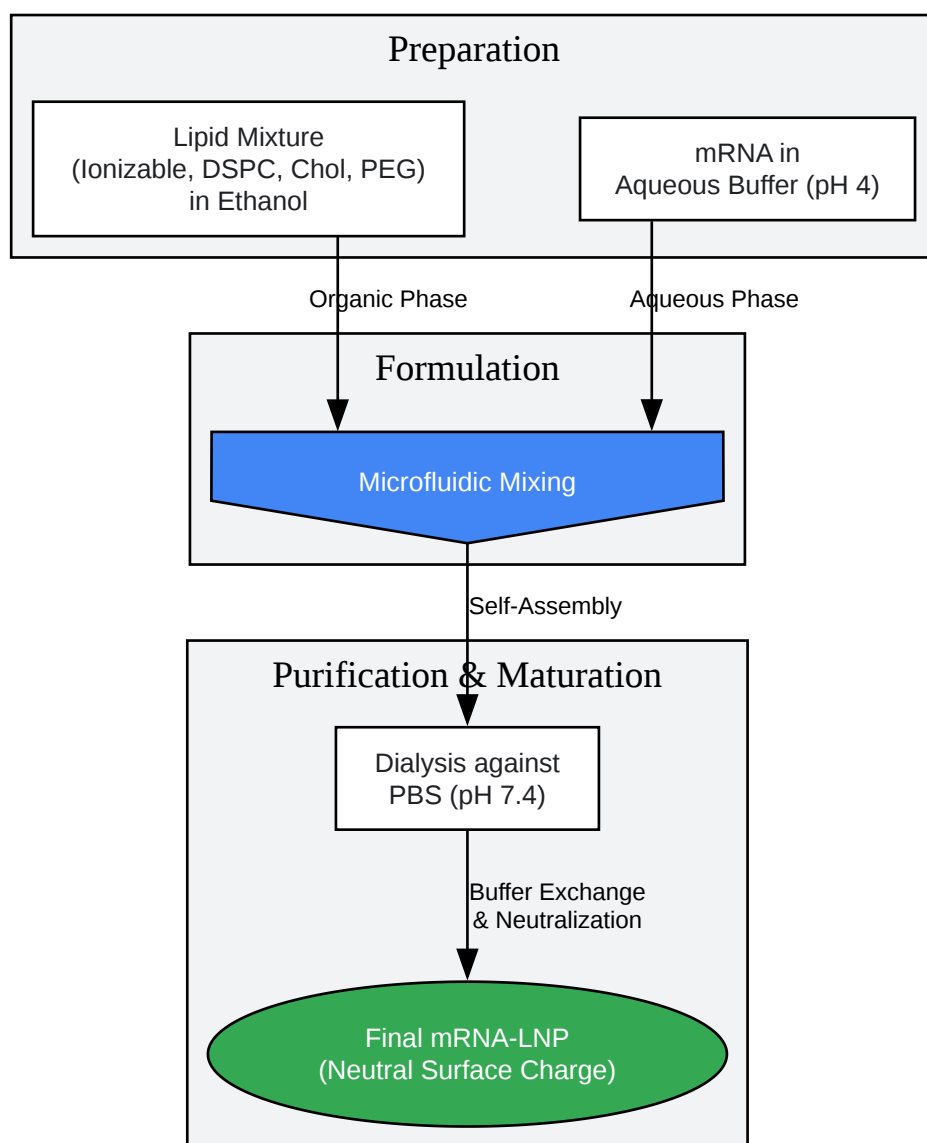 Preparation
Lipid Mixture
(Ionizable, DSPC, Chol, PEG)
in Ethanol
mRNA in
Aqueous Buffer (pH 4)
Organic Phase
Aqueous Phase
Formulation
Microfluidic Mixing
Self-Assembly
Purification & Maturation
Dialysis against
PBS (pH 7.4)
Buffer Exchange
& Neutralization
Final mRNA-LNP
(Neutral Surface Charge)